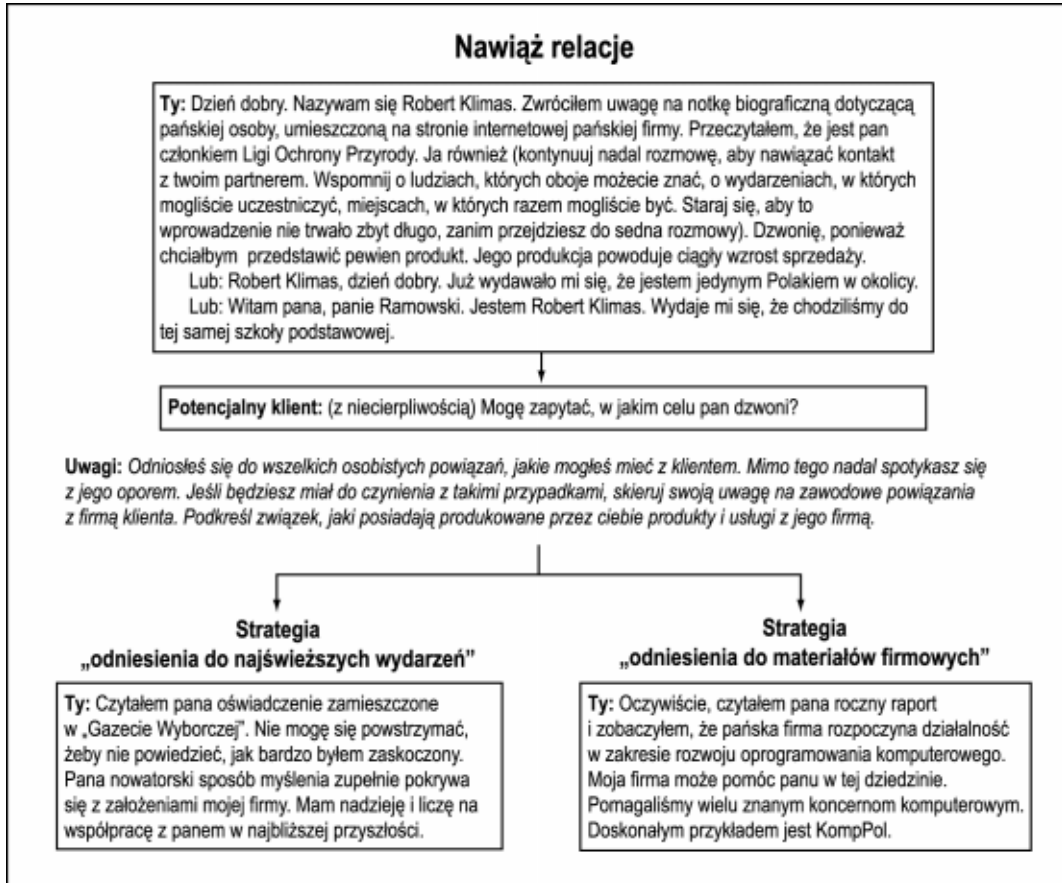 Nawiąż relacje
Ty: Dzień dobry. Nazywam się Robert Klimas. Zwróciłem uwagę na notkę biograficzną dotyczącą
pańskiej osoby, umieszczoną na stronie internetowej pańskiej firmy. Przeczytałem, że jest pan
członkiem Ligi Ochrony Przyrody. Ja również (kontynuuj nadal rozmowę, aby nawiązać kontakt
z twoim partnerem. Wspomnij o ludziach, których oboje możecie znać, o wydarzeniach, w których
mogliście uczestniczyć, miejscach, w których razem mogliście być. Staraj się, aby to
wprowadzenie nie trwało zbyt długo, zanim przejdziesz do sedna rozmowy). Dzwonię, ponieważ
chciałbym przedstawić pewien produkt. Jego produkcja powoduje ciągły wzrost sprzedaży.
Lub: Robert Klimas, dzień dobry. Już wydawało mi się, że jestem jedynym Polakiem w okolicy.
Lub: Witam pana, panie Ramowski. Jestem Robert Klimas. Wydaje mi się, że chodziliśmy do
tej samej szkoły podstawowej.
Potencjalny klient: (z niecierpliwością) Mogę zapytać, w jakim celu pan dzwoni?
Uwagi: Odniosłeś się do wszelkich osobistych powiązań, jakie mogłeś mieć z klientem. Mimo tego nadal spotykasz się
z jego oporem. Jeśli będziesz miał do czynienia z takimi przypadkami, skieruj swoją uwagę na zawodowe powiązania
z firmą klienta. Podkreśl związek, jaki posiadają produkowane przez ciebie produkty i usługi z jego firmą.
Strategia
„odniesienia do najświeższych wydarzeń”
Ty: Czytałem pana oświadczenie zamieszczone
w „Gazecie Wyborczej”. Nie mogę się powstrzymać,
żeby nie powiedzieć, jak bardzo byłem zaskoczony.
Pana nowatorski sposób myślenia zupełnie pokrywa
się z założeniami mojej firmy. Mam nadzieję i liczę na
współpracę z panem w najbliższej przyszłości.
Strategia
„odniesienia do materiałów firmowych”
Ty: Oczywiście, czytałem pana roczny raport
i zobaczyłem, że pańska firma rozpoczyna działalność
w zakresie rozwoju oprogramowania komputerowego.
Moja firma może pomóc panu w tej dziedzinie.
Pomagaliśmy wielu znanym koncernom komputerowym.
Doskonałym przykładem jest KompPol.